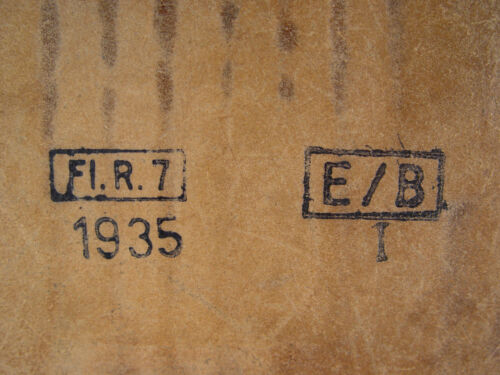 Fl. R. 7
1935
E/B
I